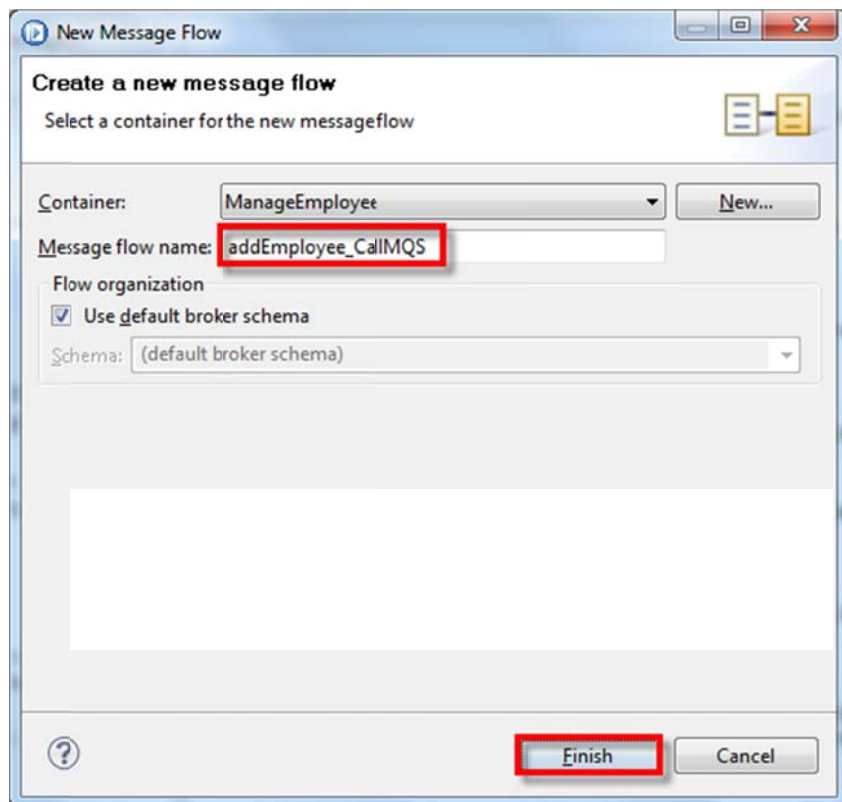 New Message Flow
Create a new message flow
Select a container for the new messageflow
Container: ManageEmployee New...
Message flow name: addEmployee_CallMQS
Flow organization
Use default broker schema
Schema: (default broker schema)
Finish Cancel